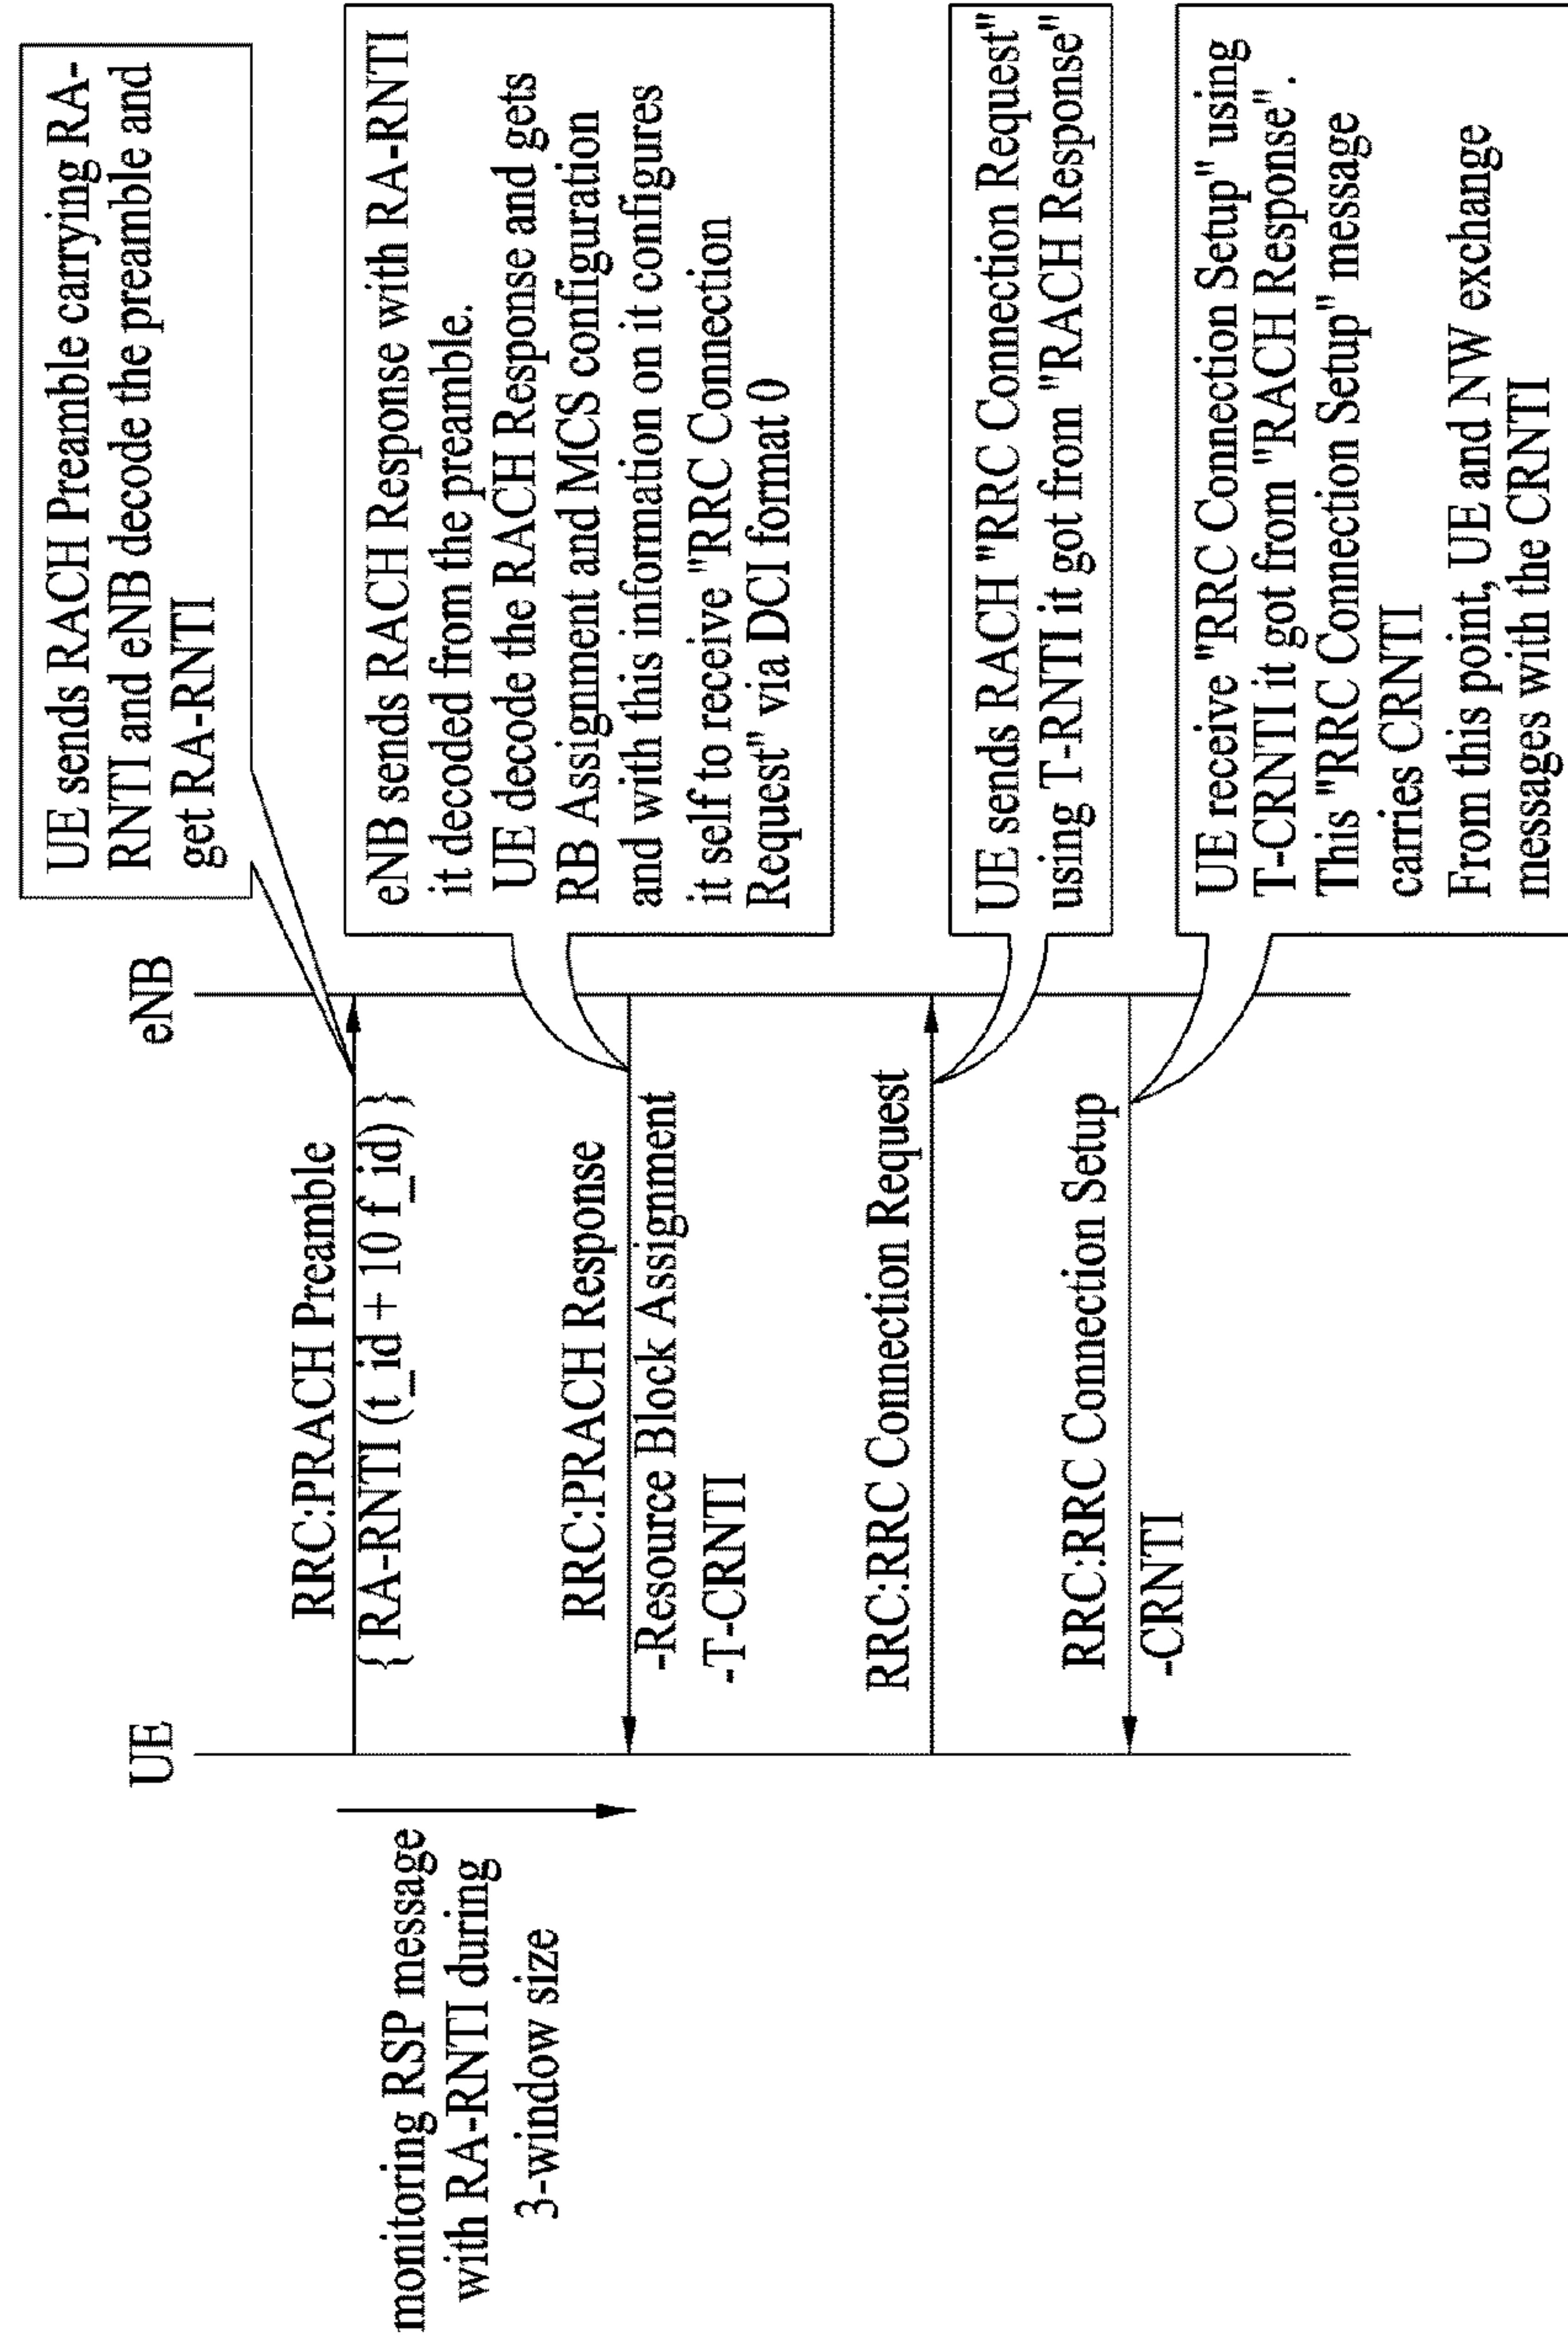 UE
eNB
monitoring RSP message
with RA-RNTI during
3-window size
RRC:PRACH Preamble
{ RA-RNTI (t_id + 10 f_id) }
UE sends RACH Preamble carrying RA-
RNTI and eNB decode the preamble and
get RA-RNTI
RRC:PRACH Response
-Resource Block Assignment
-T-CRNTI
eNB sends RACH Response with RA-RNTI
it decoded from the preamble.
UE decode the RACH Response and gets
RB Assignment and MCS configuration
and with this information on it configures
it self to receive "RRC Connection
Request" via DCI format 0
RRC:RRC Connection Request
UE sends RACH "RRC Connection Request"
using T-RNTI it got from "RACH Response"
RRC:RRC Connection Setup
-CRNTI
UE receive "RRC Connection Setup" using
T-CRNTI it got from "RACH Response".
This "RRC Connection Setup" message
carries CRNTI
From this point, UE and NW exchange
messages with the CRNTI